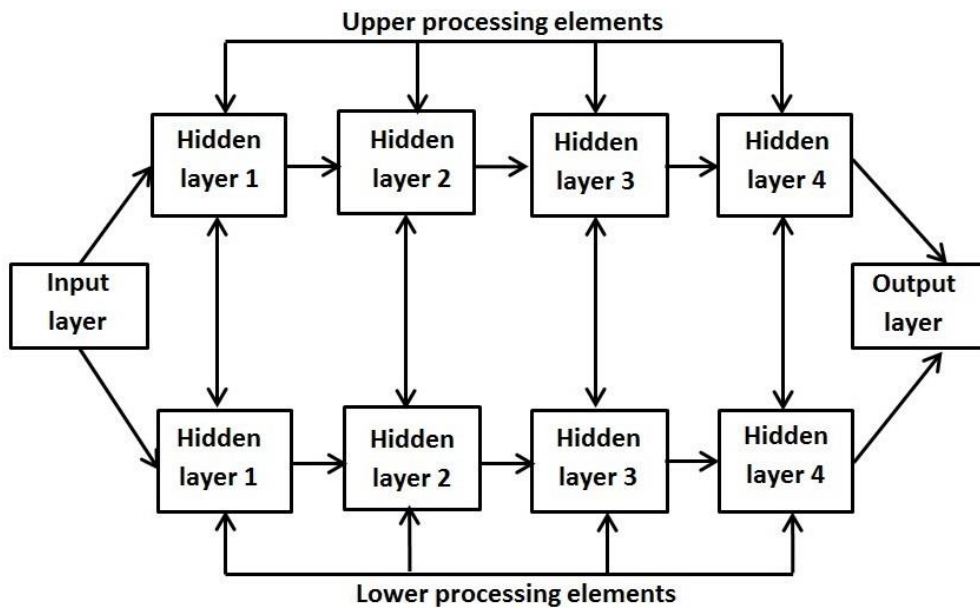 Upper processing elements
Hidden
layer 1
Hidden
layer 2
Hidden
layer 3
Hidden
layer 4
Input
layer
Output
layer
Hidden
layer 1
Hidden
layer 2
Hidden
layer 3
Hidden
layer 4
Lower processing elements